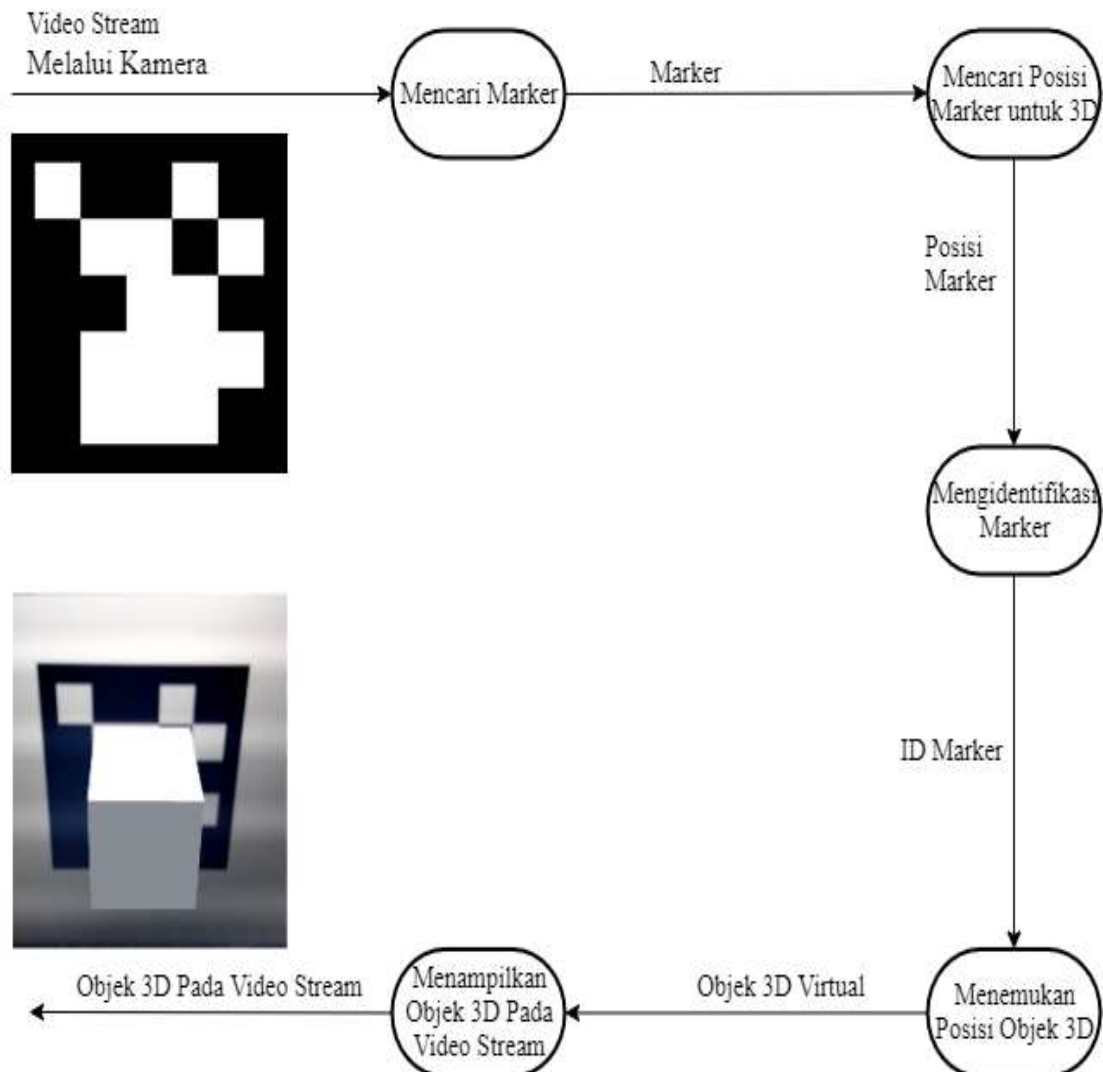 Video Stream
Melalui Kamera
Mencari Marker
Marker
Mencari Posisi
Marker untuk 3D
Posisi
Marker
Mengidentifikasi
Marker
ID Marker
Menemukan
Posisi Objek 3D
Objek 3D Virtual
Menampilkan
Objek 3D Pada
Video Stream
Objek 3D Pada Video Stream